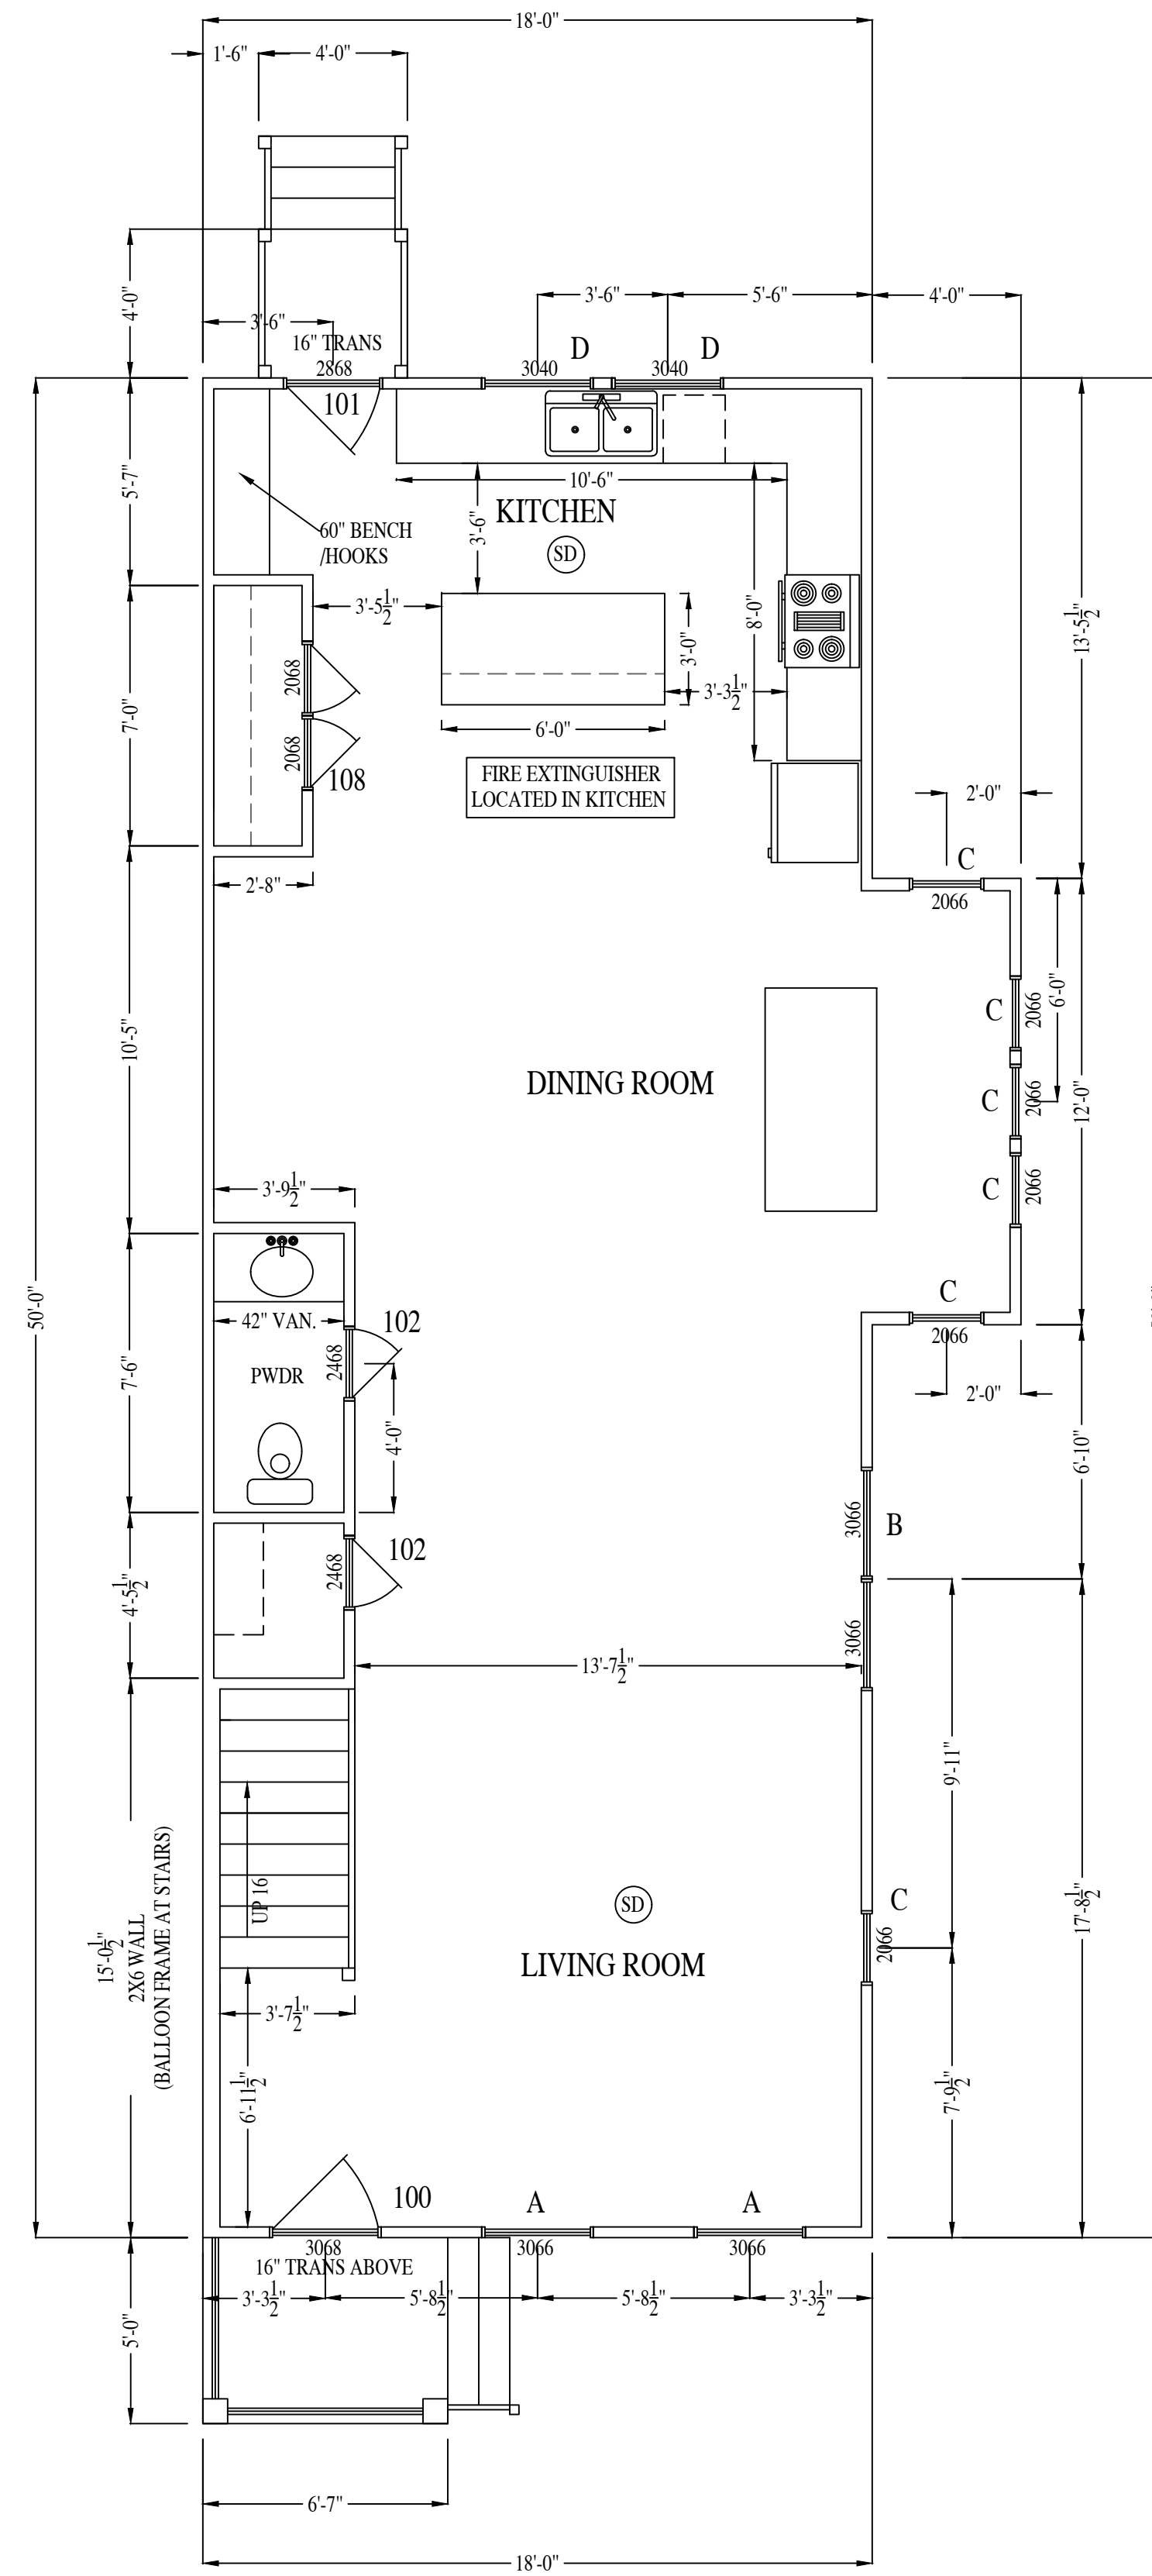 18'-0"
1'-6"
4'-0"
4'-0"
3'-6"
5'-6"
4'-0"
3'-6"
16" TRANS
2868
3040
D
3040
D
101
5'-7"
10'-6"
KITCHEN
SD
3'-6"
60" BENCH
/HOOKS
8'-0"
13'-5 1/2"
3'-5 1/2"
3'-0"
3'-3 1/2"
2068
2068
108
7'-0"
6'-0"
FIRE EXTINGUISHER
LOCATED IN KITCHEN
2'-0"
C
2066
2'-8"
10'-5"
C
2066
6'-0"
DINING ROOM
C
2066
12'-0"
C
2066
3'-9 1/2"
50'-0"
42" VAN.
102
2468
PWDR
7'-6"
4'-0"
C
2066
2'-0"
6'-10"
3066
B
102
2468
4'-5 1/2"
3066
13'-7 1/2"
9'-11"
UP 16
SD
LIVING ROOM
C
2066
17'-8 1/2"
15'-0 1/2"
2X6 WALL
(BALLOON FRAME AT STAIRS)
3'-7 1/2"
6'-11 1/2"
7'-9 1/2"
100
A
A
3068
16" TRANS ABOVE
3066
3066
3'-3 1/2"
5'-8 1/2"
5'-8 1/2"
3'-3 1/2"
5'-0"
6'-7"
18'-0"